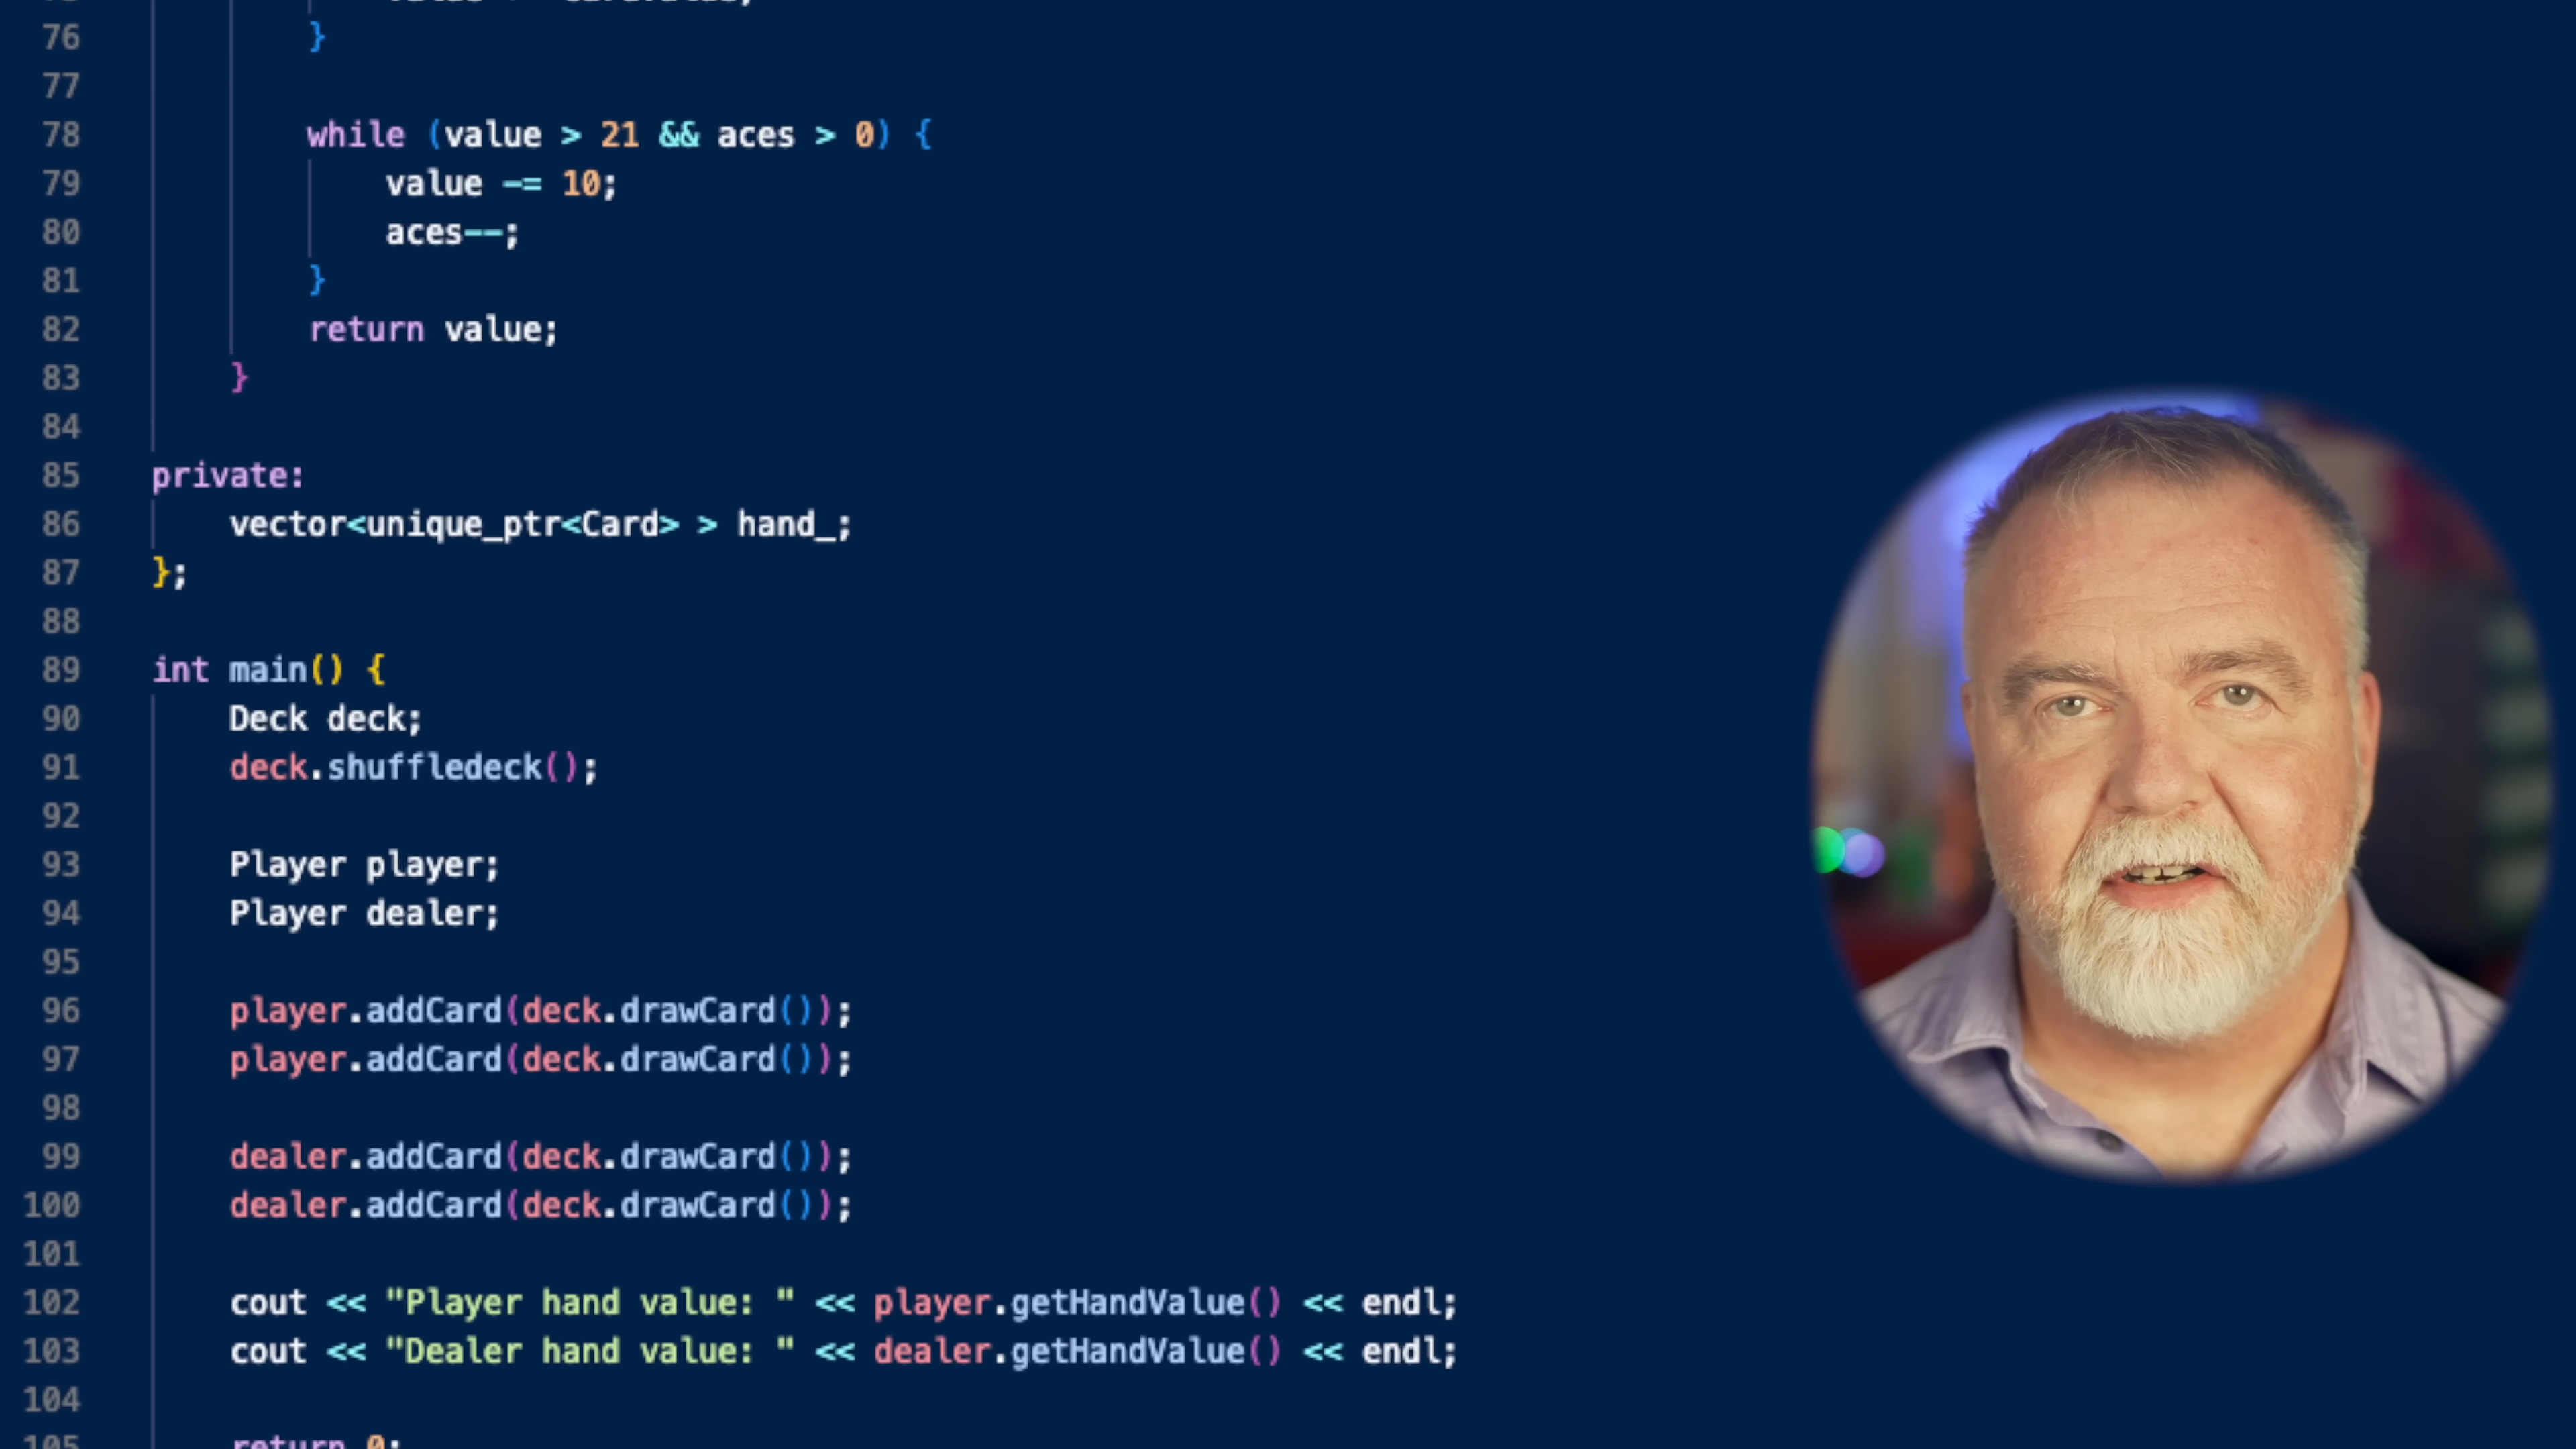 76 }
77
78 while (value > 21 && aces > 0) {
79 value -= 10;
80 aces--;
81 }
82 return value;
83 }
84
85 private:
86 vector<unique_ptr<Card> > hand_;
87 };
88
89 int main() {
90 Deck deck;
91 deck.shuffledeck();
92
93 Player player;
94 Player dealer;
95
96 player.addCard(deck.drawCard());
97 player.addCard(deck.drawCard());
98
99 dealer.addCard(deck.drawCard());
100 dealer.addCard(deck.drawCard());
101
102 cout << "Player hand value: " << player.getHandValue() << endl;
103 cout << "Dealer hand value: " << dealer.getHandValue() << endl;
104
105 return 0;